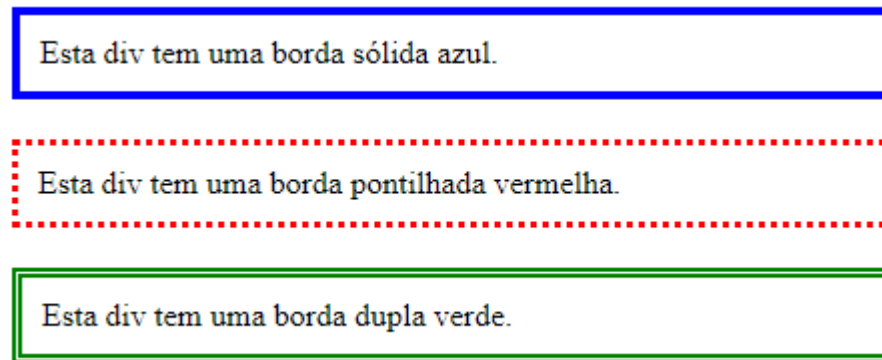 Esta div tem uma borda sólida azul.
Esta div tem uma borda pontilhada vermelha.
Esta div tem uma borda dupla verde.